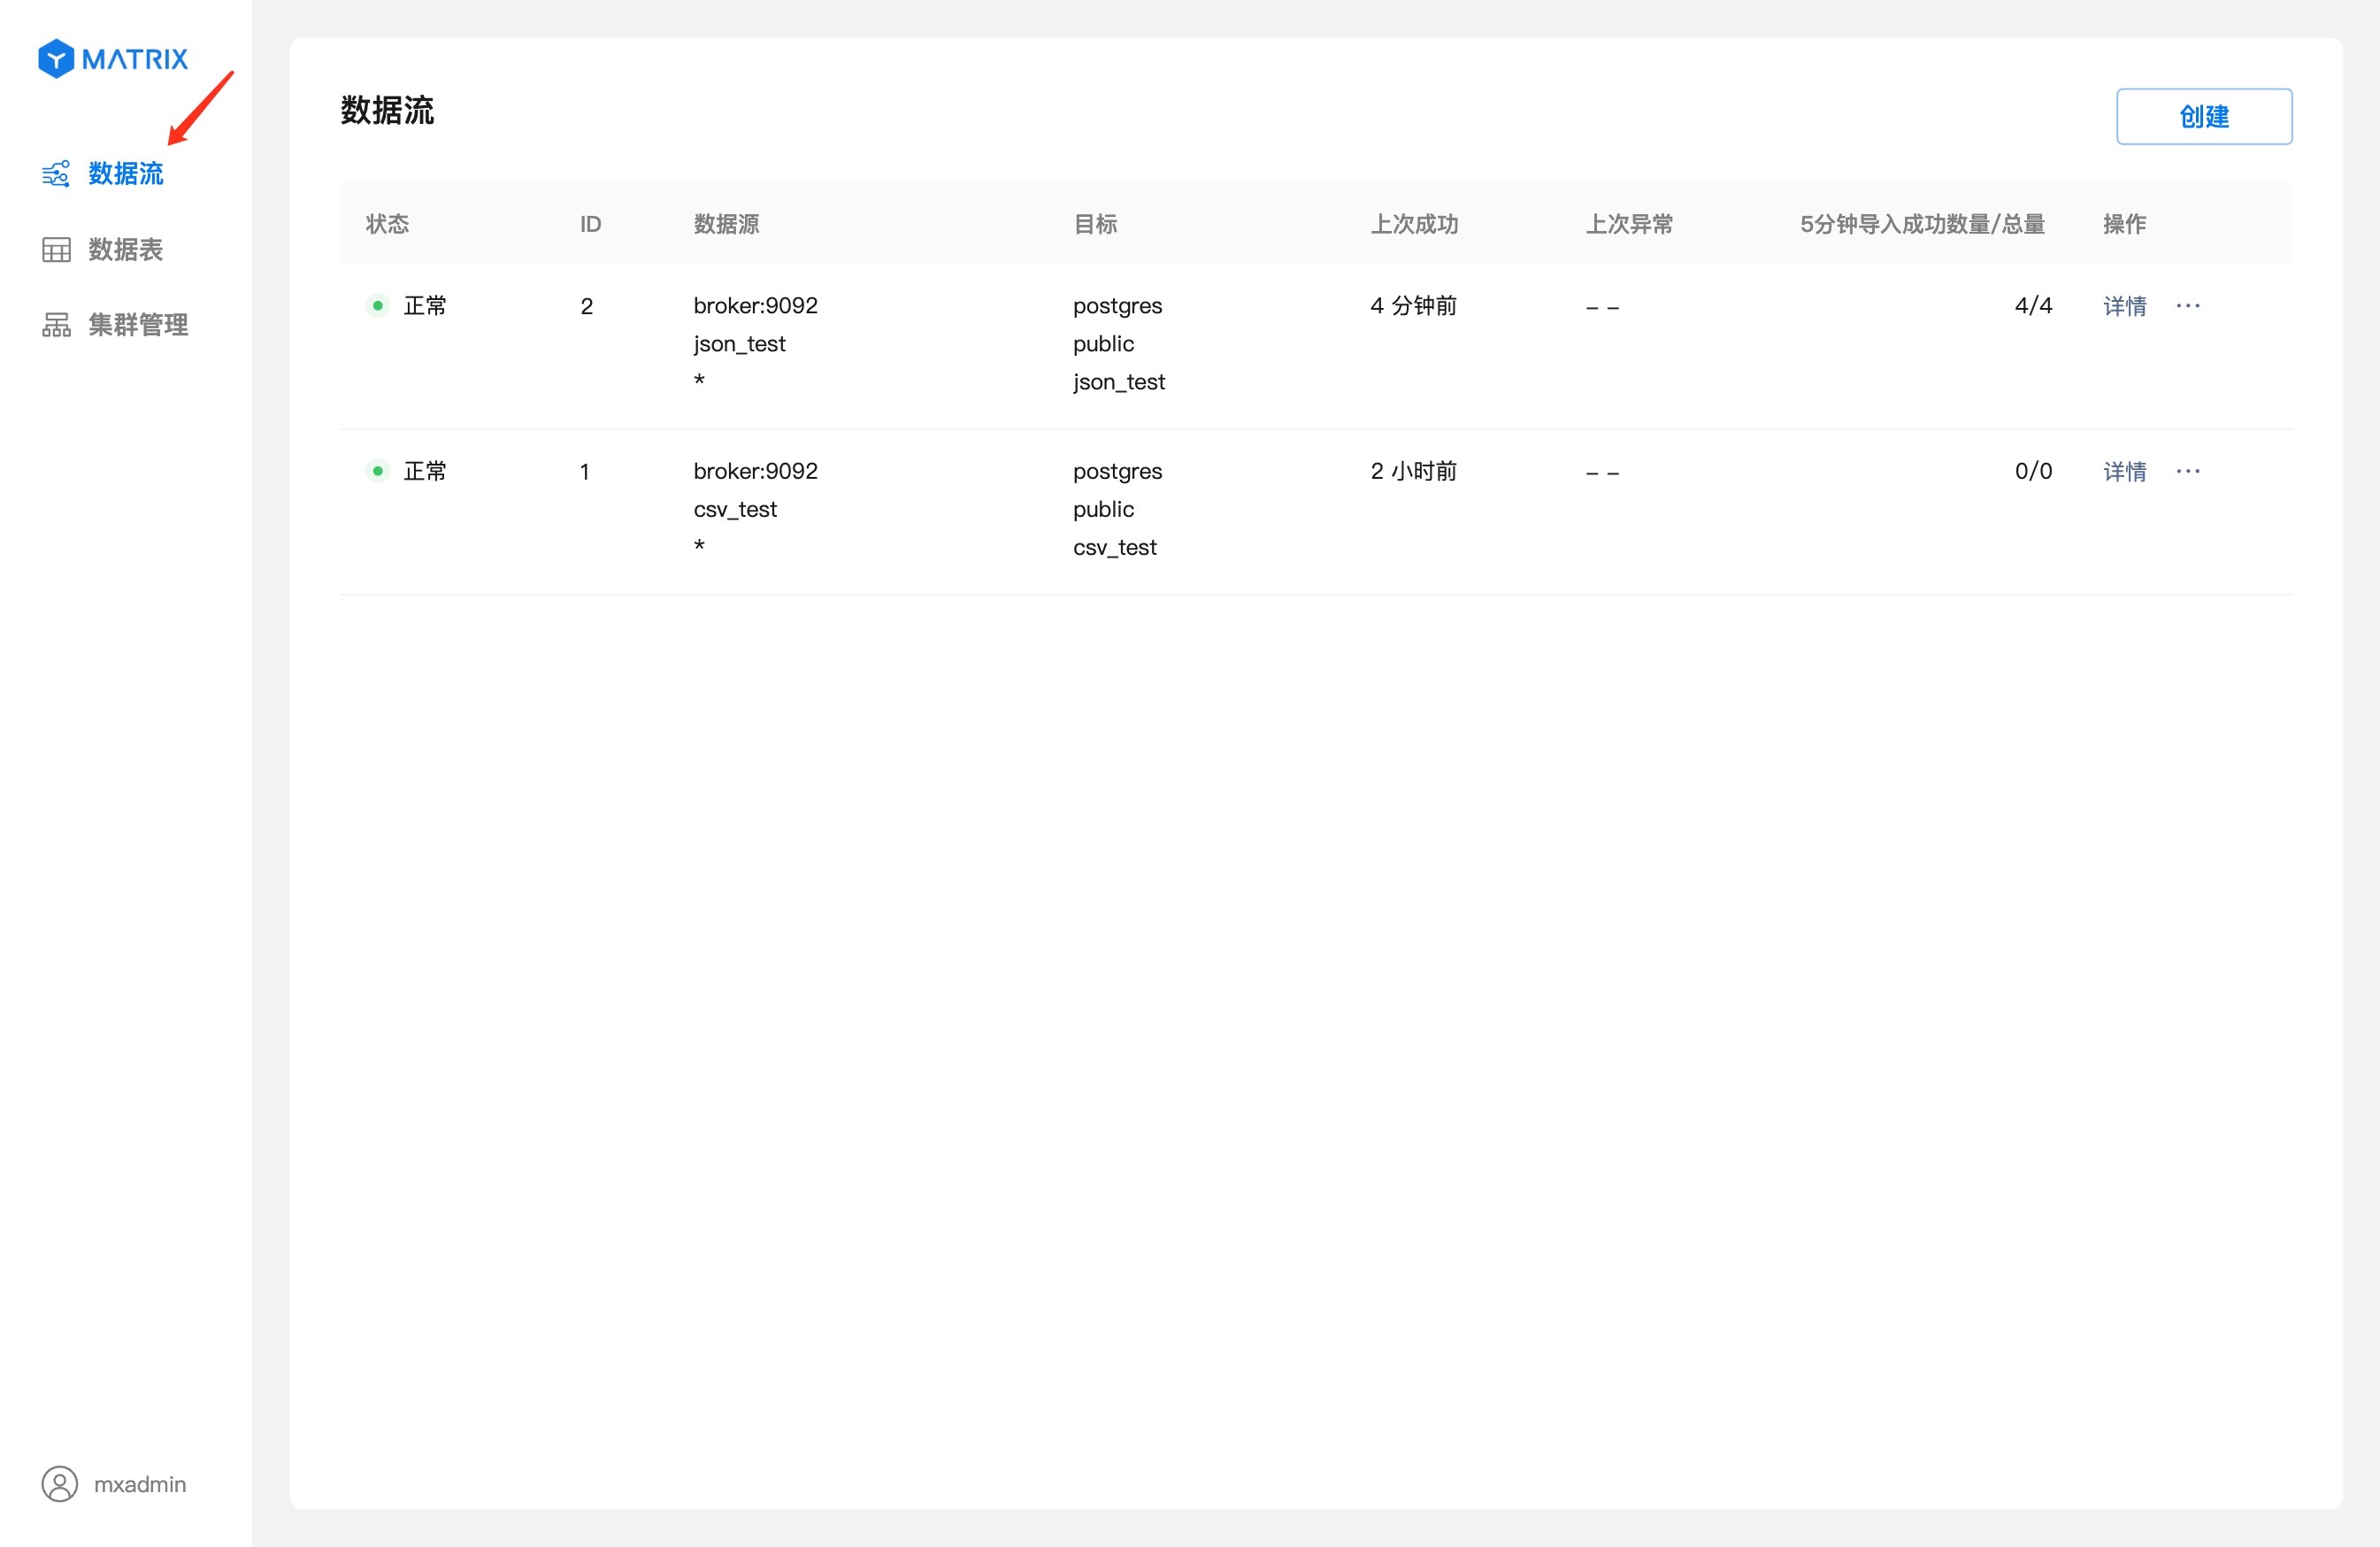 MATRIX
数据流
数据表
集群管理
mxadmin
数据流
创建
状态 ID 数据源 目标 上次成功 上次异常 5分钟导入成功数量/总量 操作
正常 2 broker:9092 postgres 4 分钟前 – – 4/4 详情 ···
json_test public
* json_test
正常 1 broker:9092 postgres 2 小时前 – – 0/0 详情 ···
csv_test public
* csv_test